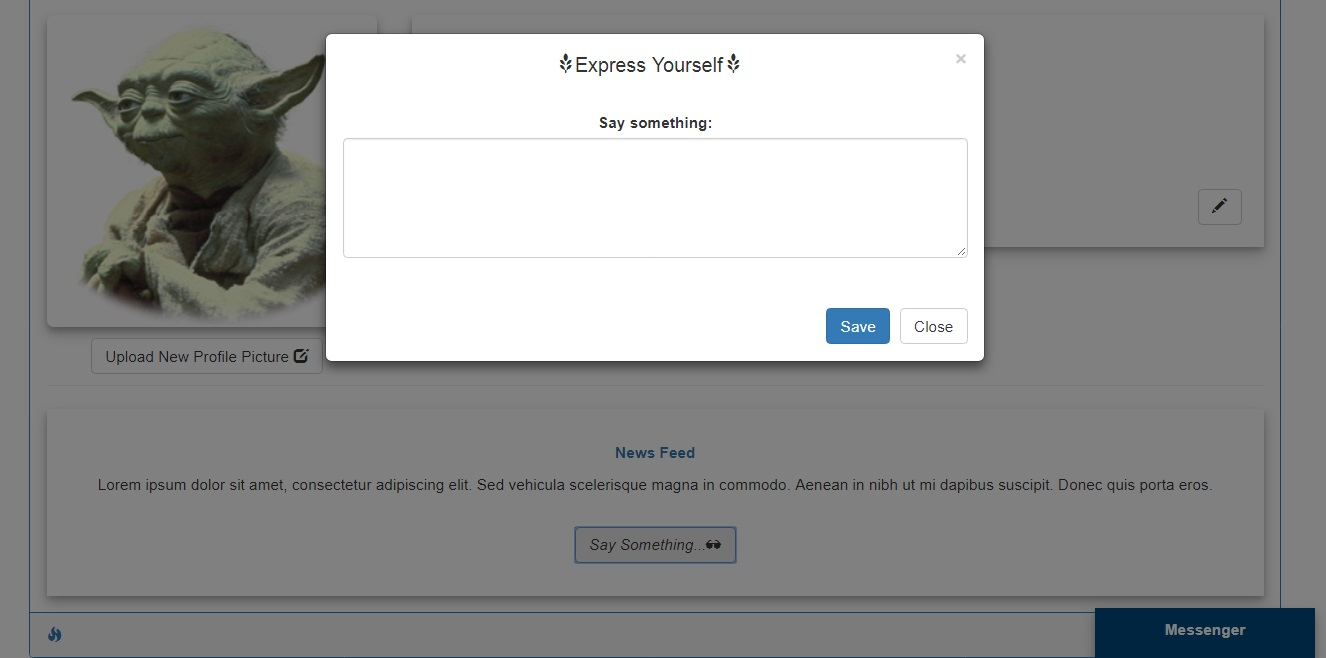 Express Yourself
×
Say something:
Save
Close
Upload New Profile Picture
News Feed
Lorem ipsum dolor sit amet, consectetur adipiscing elit. Sed vehicula scelerisque magna in commodo. Aenean in nibh ut mi dapibus suscipit. Donec quis porta eros.
Say Something...
Messenger